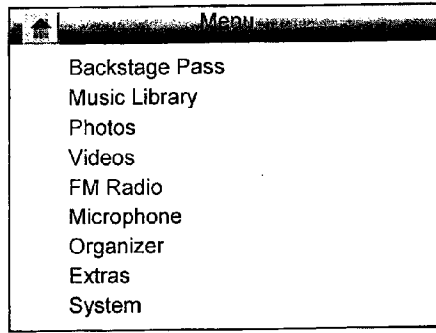 Menu
Backstage Pass
Music Library
Photos
Videos
FM Radio
Microphone
Organizer
Extras
System